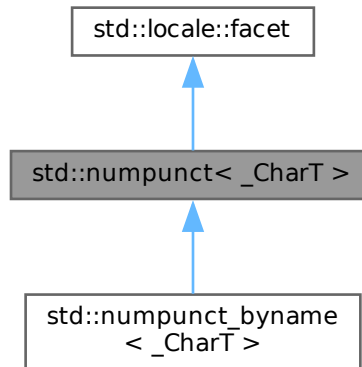 std::locale::facet
std::numpunct< _CharT >
std::numpunct_byname
< _CharT >